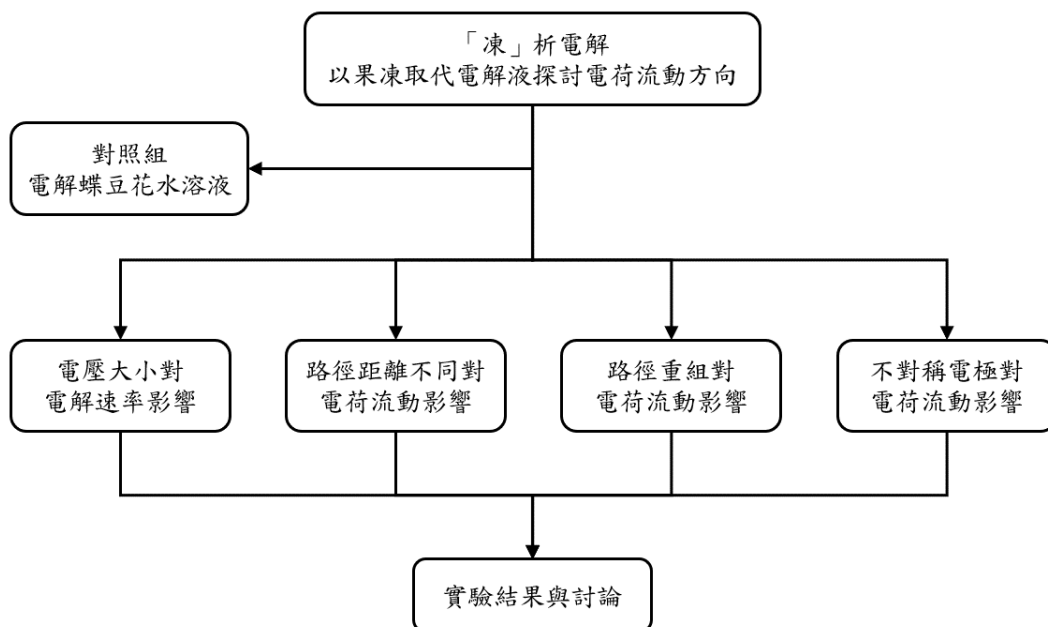 「凍」析電解
以果凍取代電解液探討電荷流動方向
對照組
電解蝶豆花水溶液
電壓大小對
電解速率影響
路徑距離不同對
電荷流動影響
路徑重組對
電荷流動影響
不對稱電極對
電荷流動影響
實驗結果與討論